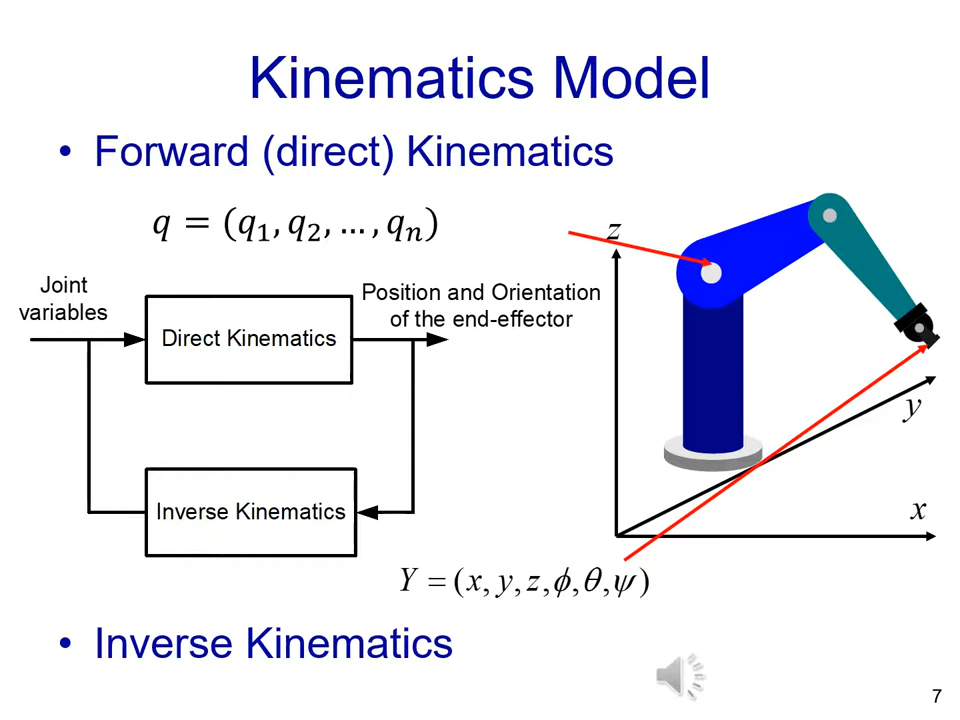 Kinematics Model
• Forward (direct) Kinematics
q = (q₁, q₂, … , qₙ)
z
Joint
variables
Position and Orientation
of the end-effector
Direct Kinematics
y
Inverse Kinematics
x
Y = (x, y, z, ϕ, θ, ψ)
• Inverse Kinematics
7